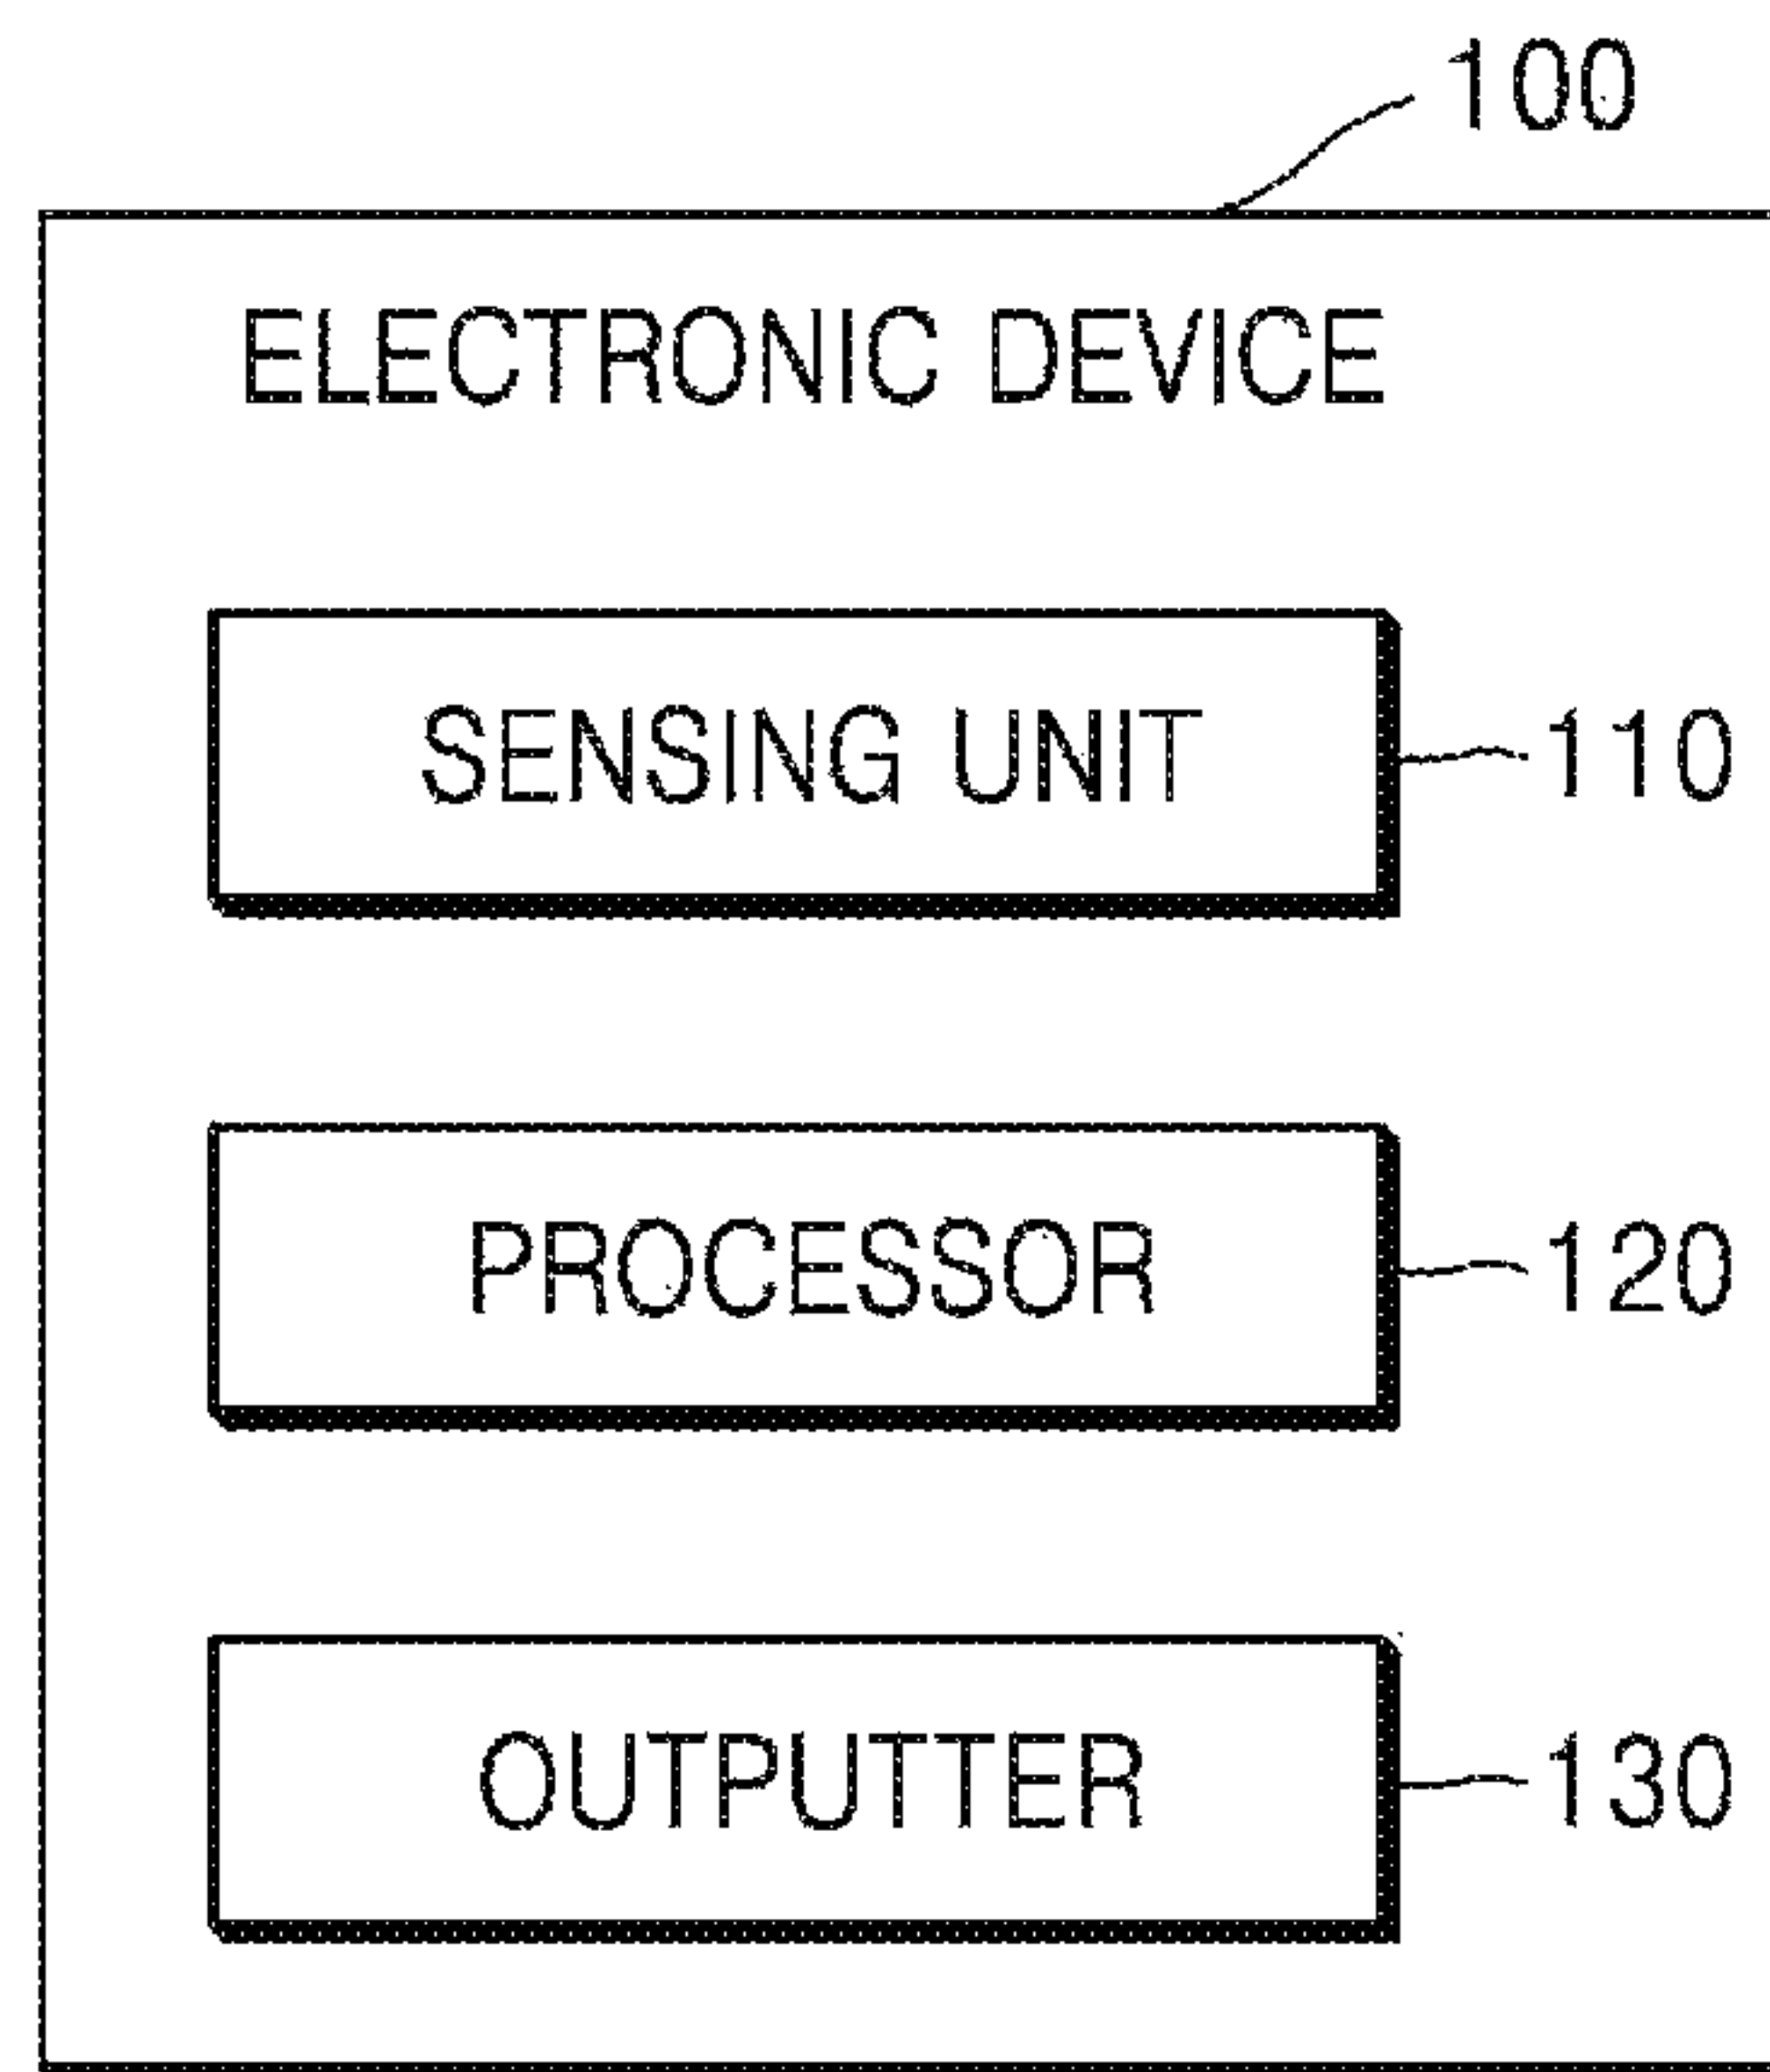 100
ELECTRONIC DEVICE
SENSING UNIT 110
PROCESSOR 120
OUTPUTTER 130